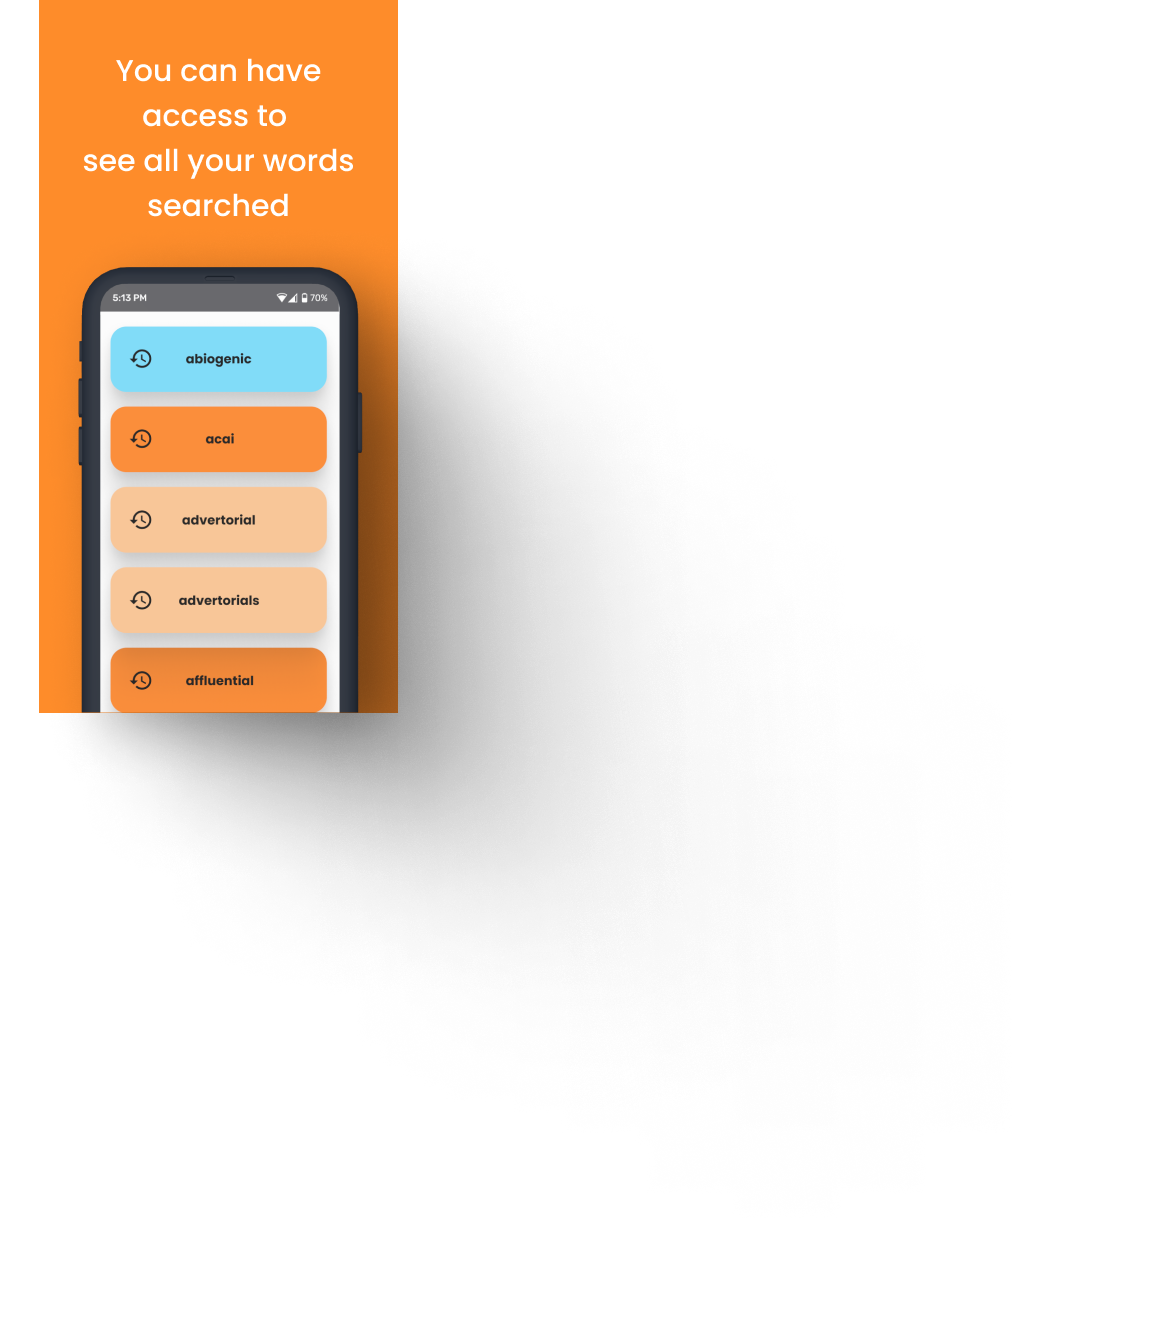 You can have
access to
see all your words
searched
5:13 PM 70%
abiogenic
acai
advertorial
advertorials
affluential